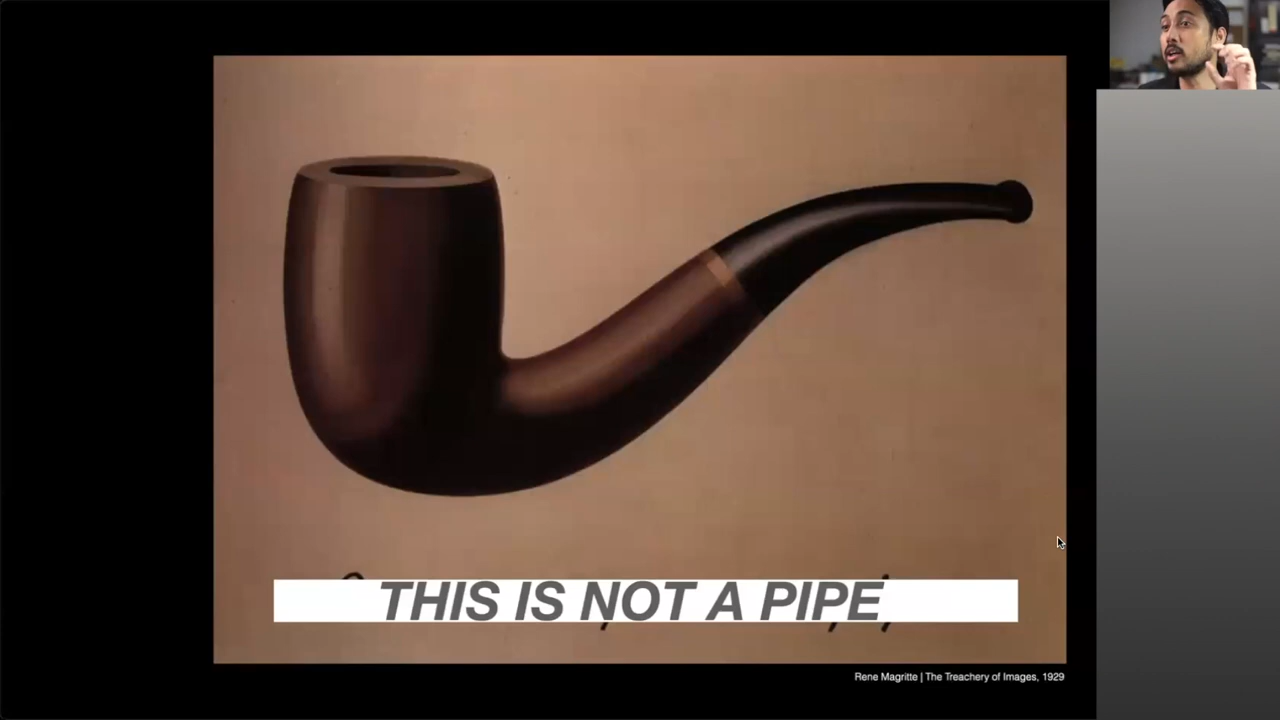 THIS IS NOT A PIPE
Rene Magritte | The Treachery of Images, 1929